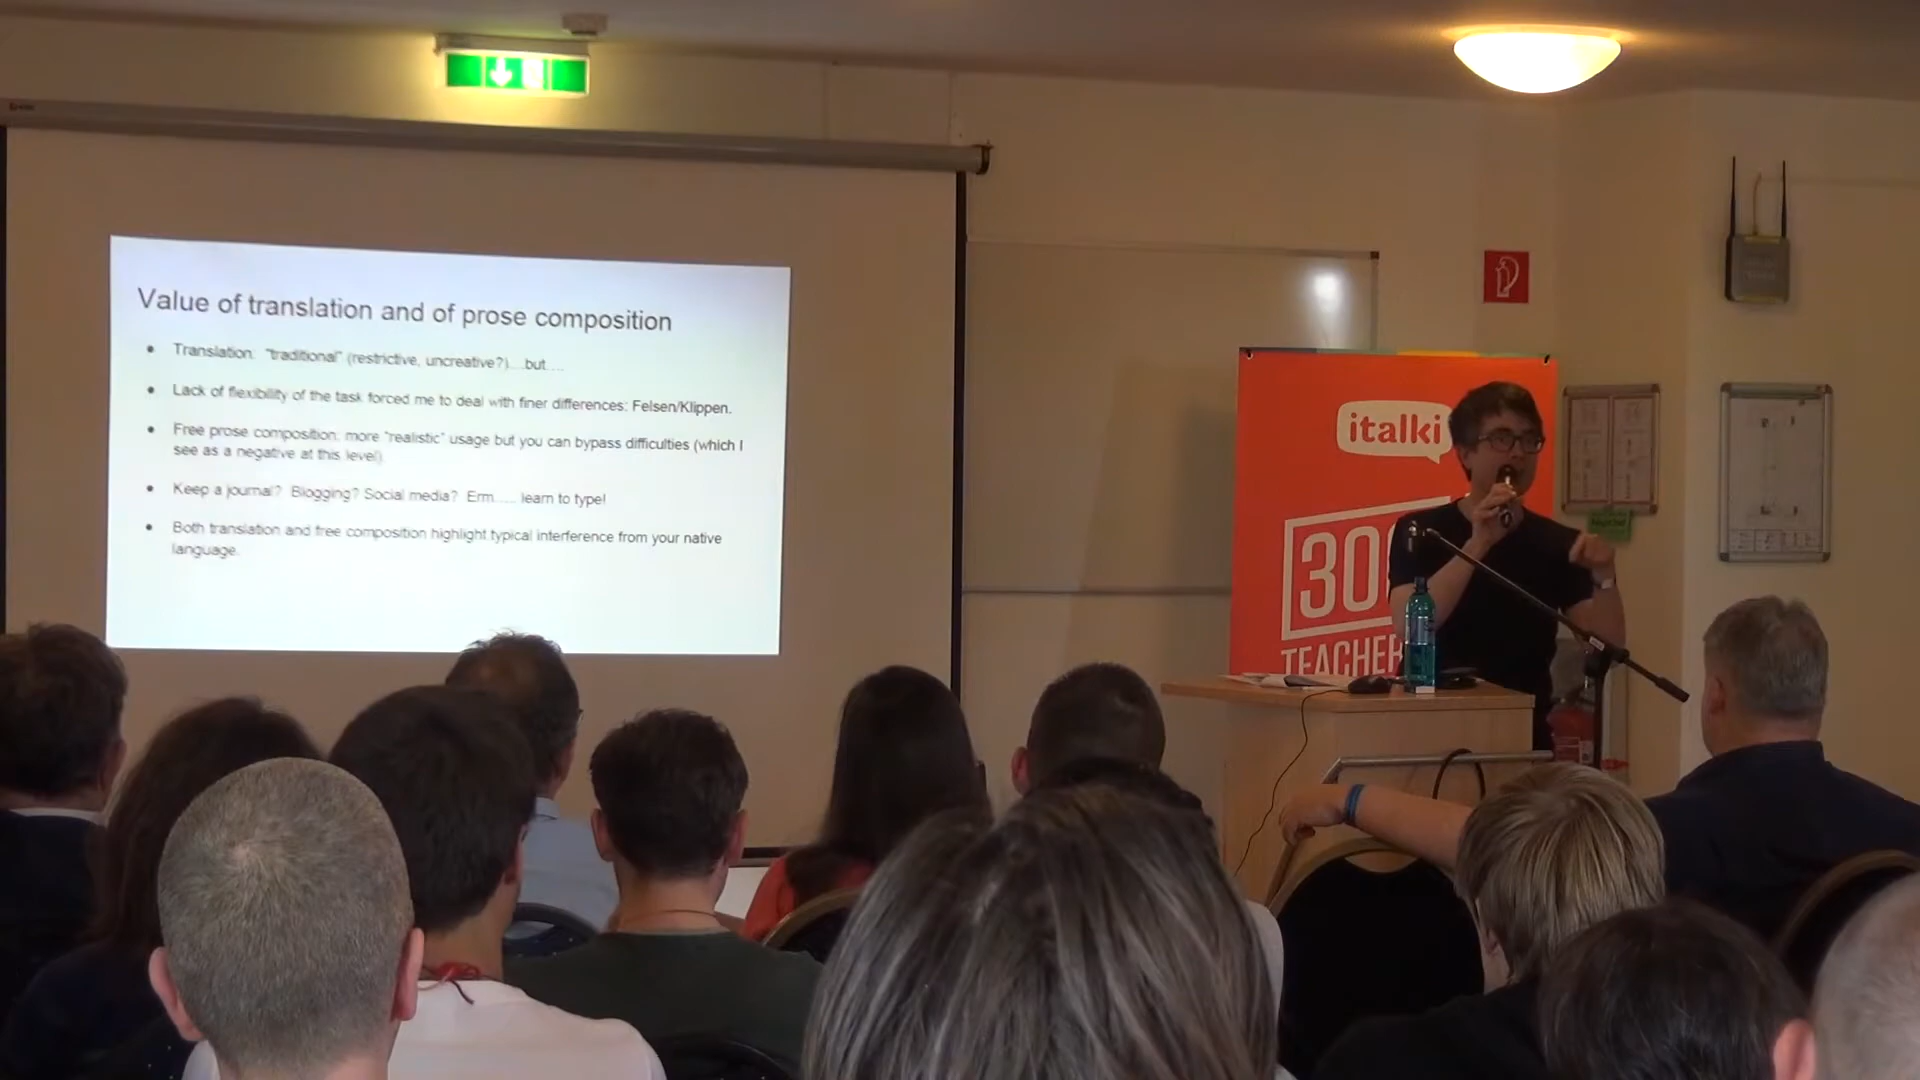 Value of translation and of prose composition
Translation: "traditional" (restrictive, uncreative?)....but....
Lack of flexibility of the task forced me to deal with finer differences: Felsen/Klippen.
Free prose composition: more "realistic" usage but you can bypass difficulties (which I
see as a negative at this level).
Keep a journal? Blogging? Social media? Erm..... learn to type!
Both translation and free composition highlight typical interference from your native
language.
italki
300
TEACHER